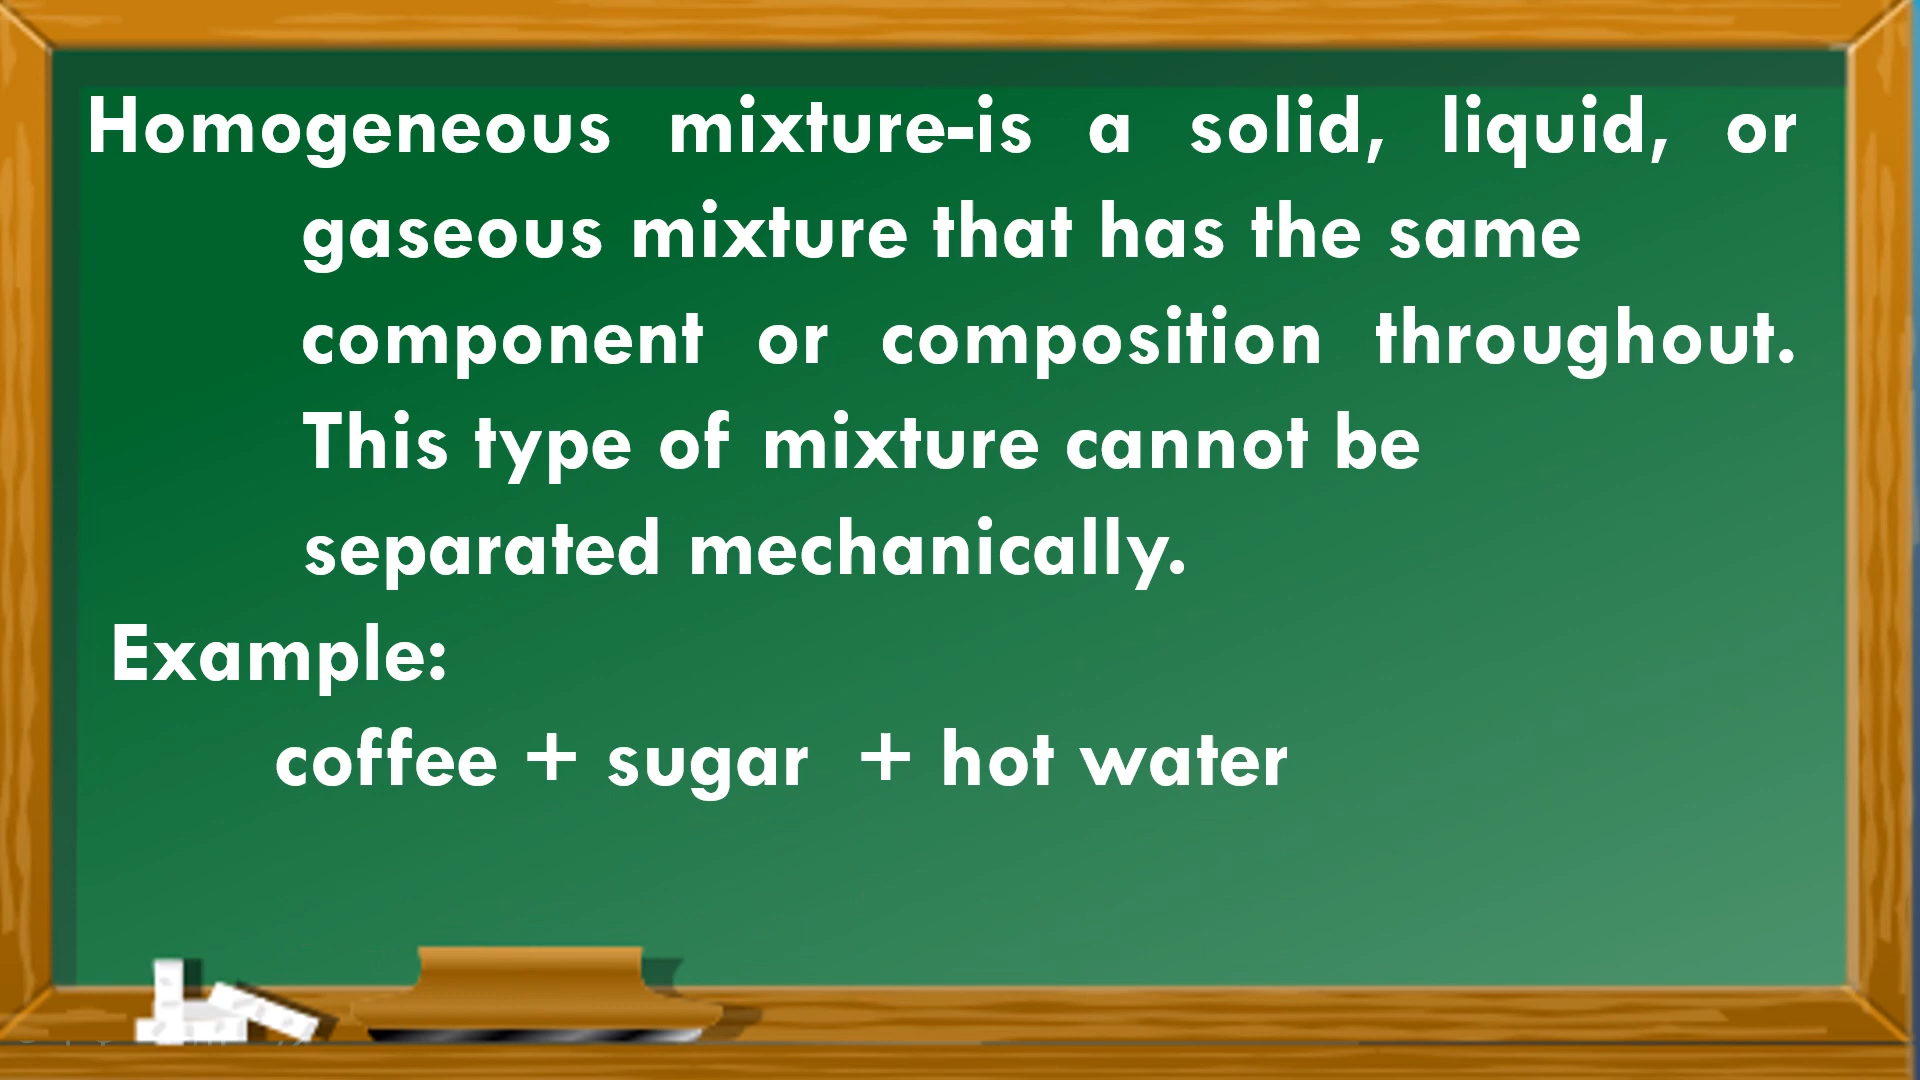 Homogeneous mixture-is a solid, liquid, or
gaseous mixture that has the same
component or composition throughout.
This type of mixture cannot be
separated mechanically.
Example:
coffee + sugar + hot water